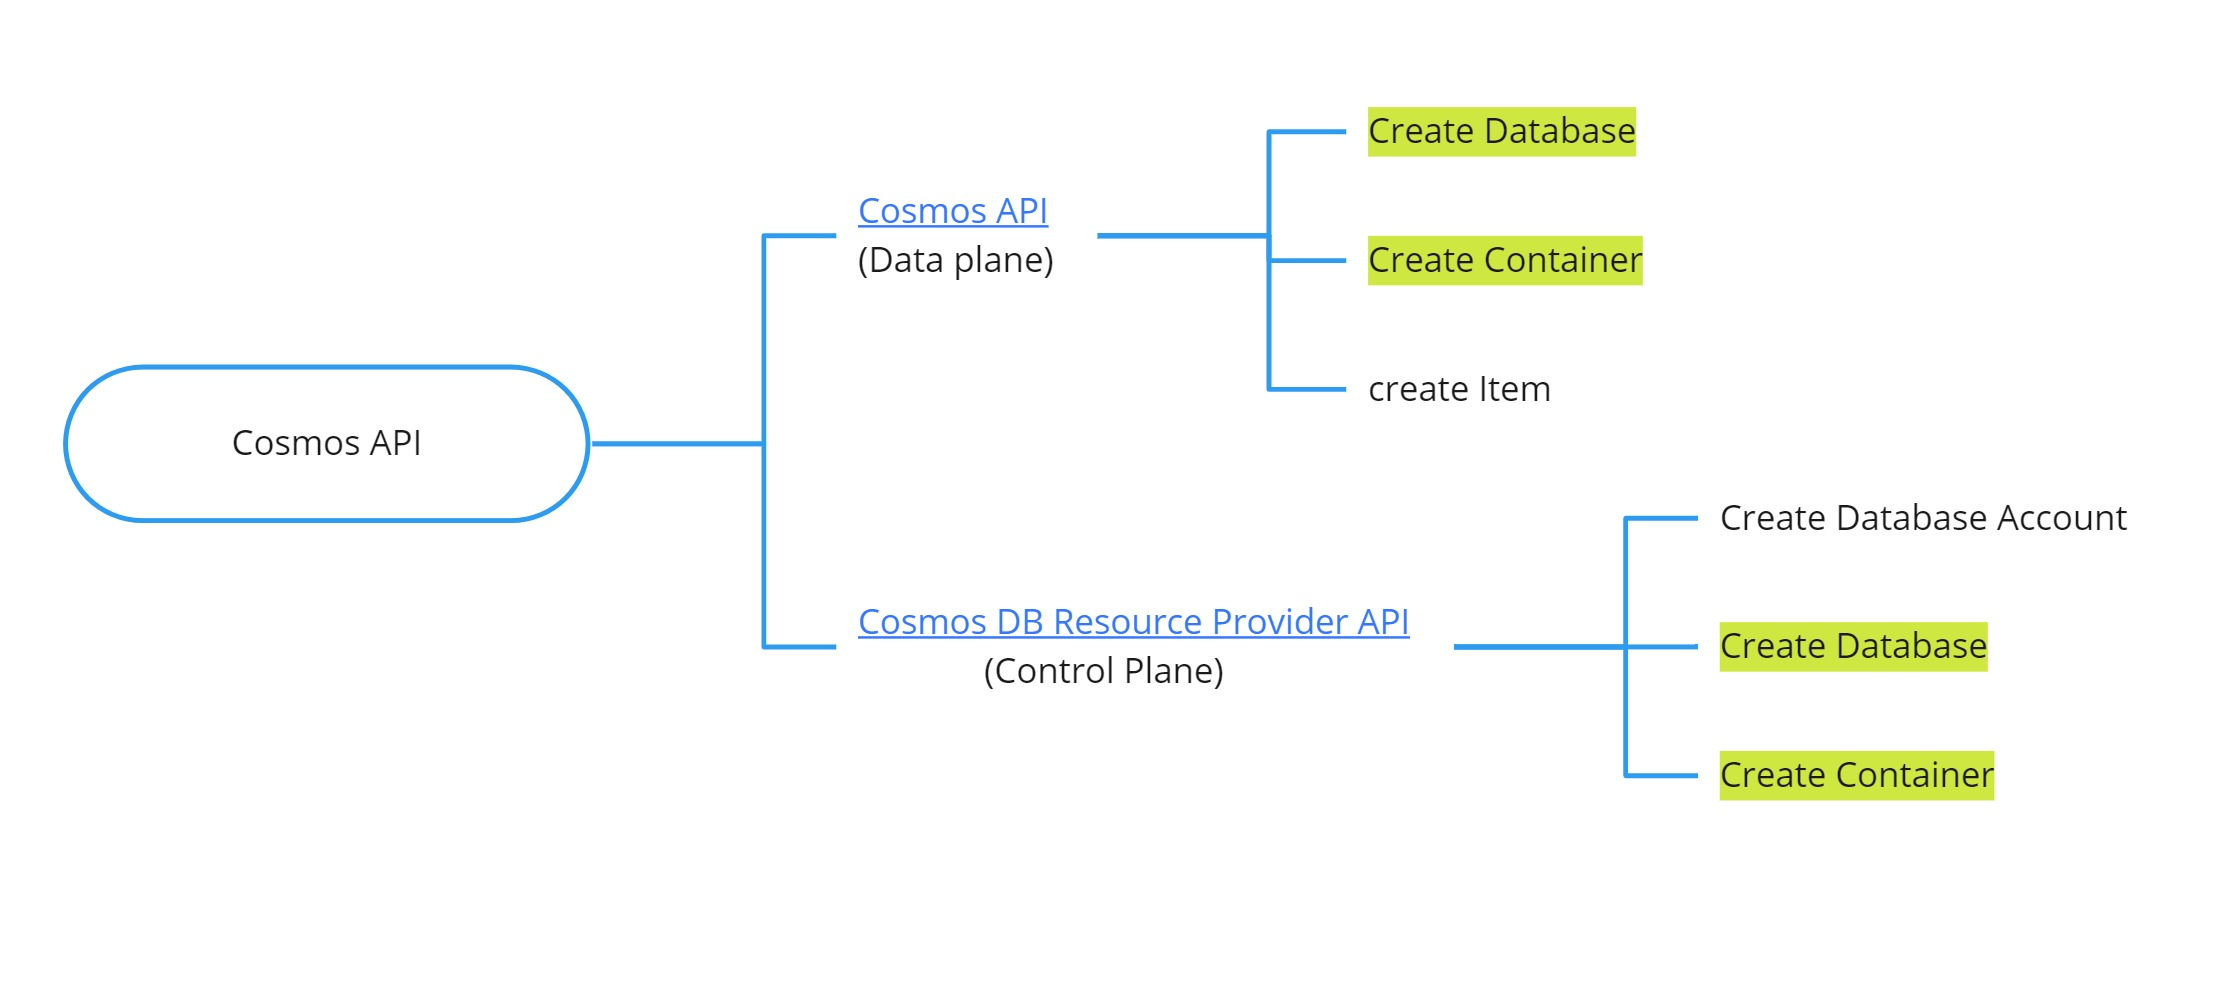 Cosmos API
Cosmos API
(Data plane)
Create Database
Create Container
create Item
Cosmos DB Resource Provider API
(Control Plane)
Create Database Account
Create Database
Create Container